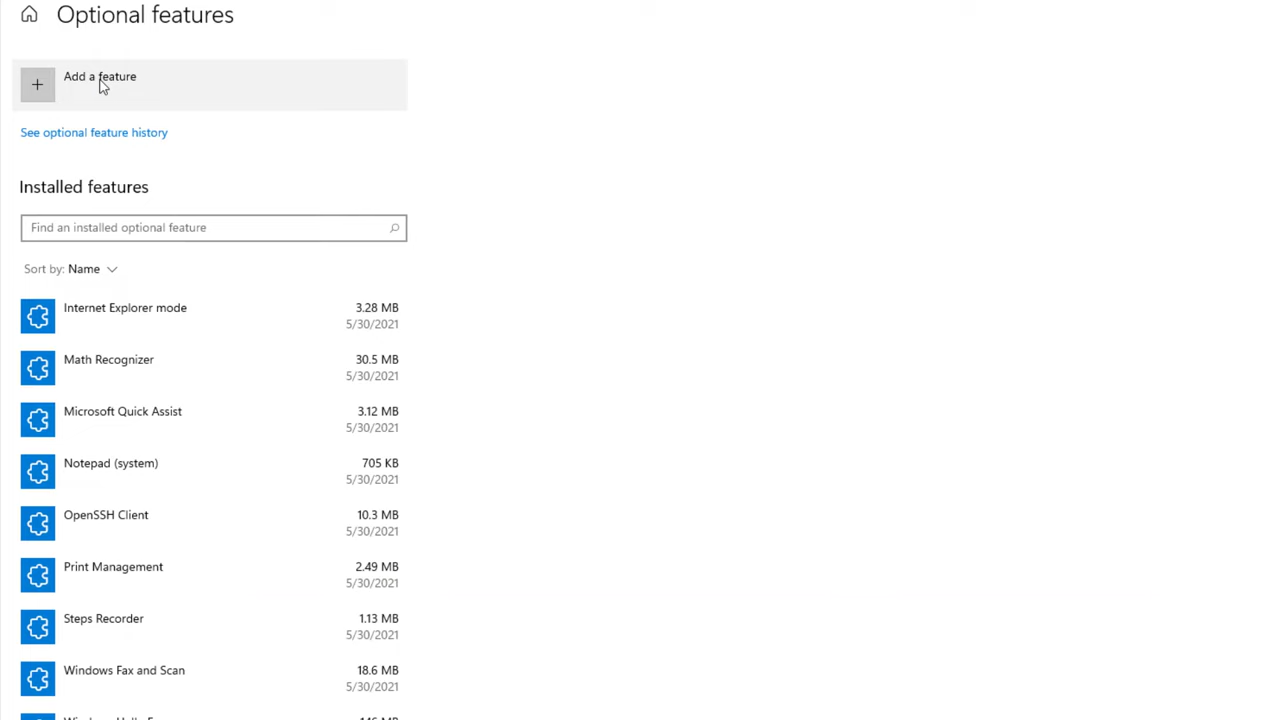 Optional features
Add a feature
See optional feature history
Installed features
Find an installed optional feature
Sort by: Name
Internet Explorer mode 3.28 MB
5/30/2021
Math Recognizer 30.5 MB
5/30/2021
Microsoft Quick Assist 3.12 MB
5/30/2021
Notepad (system) 705 KB
5/30/2021
OpenSSH Client 10.3 MB
5/30/2021
Print Management 2.49 MB
5/30/2021
Steps Recorder 1.13 MB
5/30/2021
Windows Fax and Scan 18.6 MB
5/30/2021